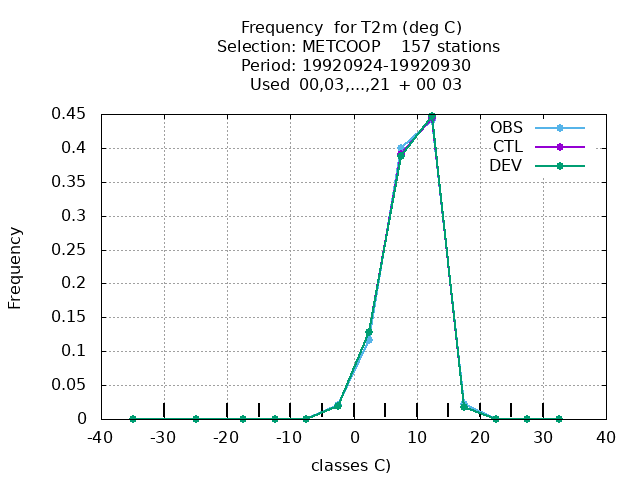 Frequency  for T2m (deg C)
Selection: METCOOP    157 stations
Period: 19920924-19920930
Used  00,03,...,21  + 00 03
OBS
CTL
DEV
Frequency
0.45
0.4
0.35
0.3
0.25
0.2
0.15
0.1
0.05
0
-40 -30 -20 -10 0 10 20 30 40
classes C)